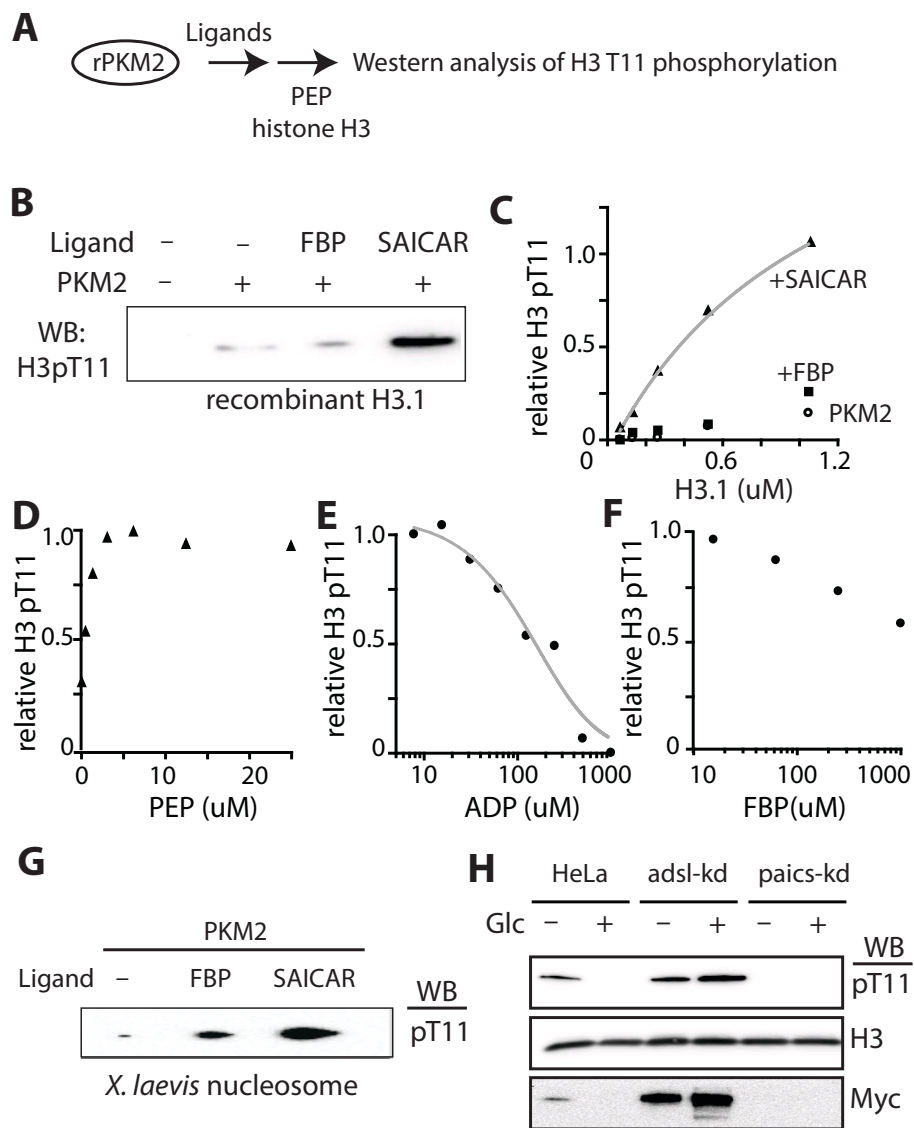 A
rPKM2
Ligands
PEP
histone H3
Western analysis of H3 T11 phosphorylation
B
Ligand – – FBP SAICAR
PKM2 – + + +
WB:
H3pT11
recombinant H3.1
C
relative H3 pT11
1.0
0.5
0
0 0.6 1.2
H3.1 (uM)
+SAICAR
+FBP
PKM2
D
relative H3 pT11
1.0
0.5
0
0 10 20
PEP (uM)
E
relative H3 pT11
1.0
0.5
0
10 100 1000
ADP (uM)
F
relative H3 pT11
1.0
0.5
0
10 100 1000
FBP(uM)
G
PKM2
Ligand – FBP SAICAR
WB
pT11
X. laevis nucleosome
H
HeLa adsl-kd paics-kd
Glc – + – + – +
WB
pT11
H3
Myc